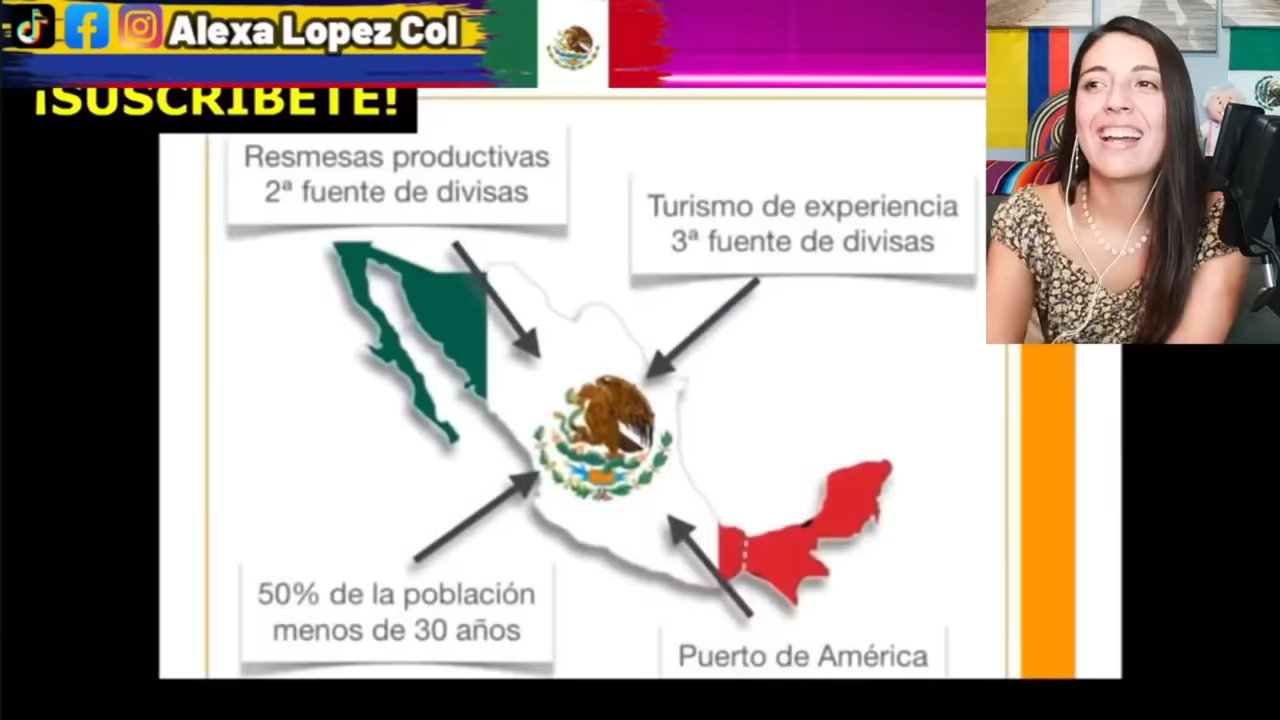 Alexa Lopez Col
¡SUSCRIBETE!
Resmesas productivas
2ª fuente de divisas
Turismo de experiencia
3ª fuente de divisas
50% de la población
menos de 30 años
Puerto de América